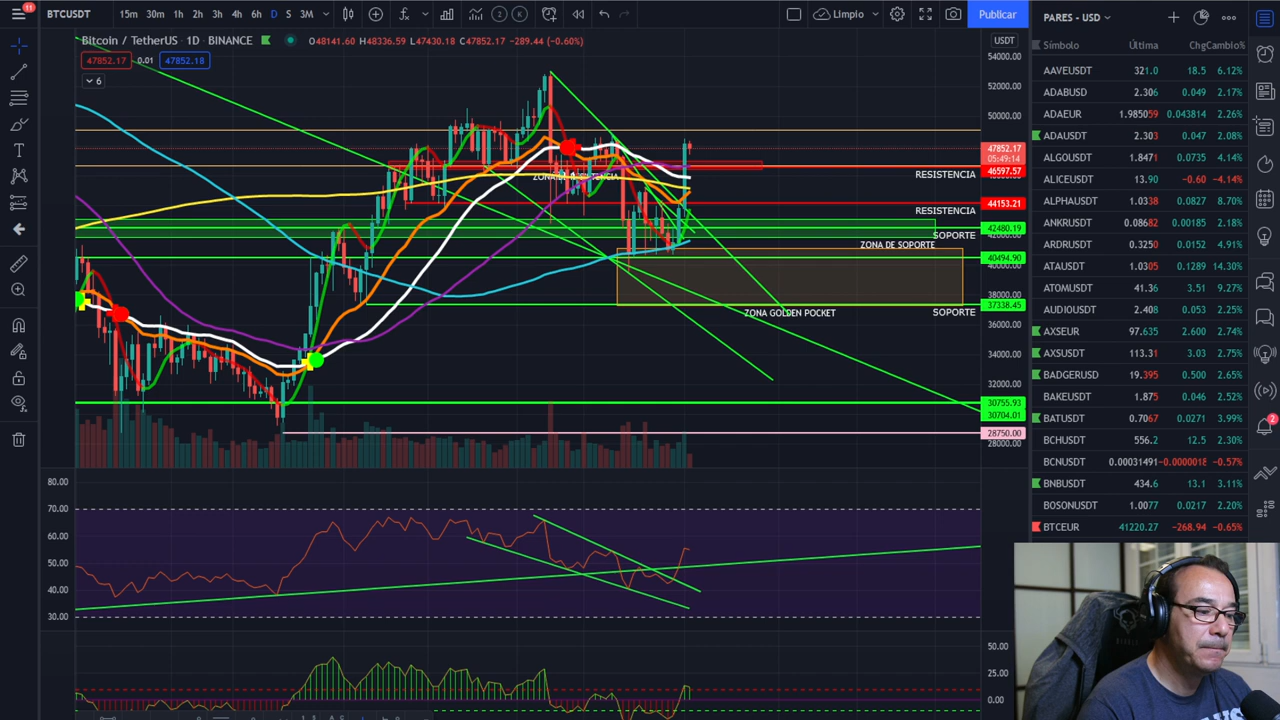 11
BTCUSDT 15m 30m 1h 2h 3h 4h 6h D S 3M 2 K LImpio Publicar
PARES - USD
Bitcoin / TetherUS · 1D · BINANCE O48141.60 H48336.59 L47430.18 C47852.17 -289.44 (-0.60%) USDT
47852.17 0.01 47852.18
6
54000.00
52000.00
50000.00
47852.17
05:49:14
46597.57
RESISTENCIA
44153.21
RESISTENCIA
42480.19
SOPORTE
ZONA DE SOPORTE
40494.90
38000.00
37338.45
ZONA GOLDEN POCKET SOPORTE
36000.00
34000.00
32000.00
30755.93
30704.01
28750.00
28000.00
80.00
70.00
60.00
50.00
40.00
30.00
50.00
25.00
0.00
Símbolo Última Chg Cambio%
AAVEUSDT 321.0 18.5 6.12%
ADABUSD 2.306 0.049 2.17%
ADAEUR 1.985059 0.043814 2.26%
ADAUSDT 2.303 0.047 2.08%
ALGOUSDT 1.8471 0.0735 4.14%
ALICEUSDT 13.90 -0.60 -4.14%
ALPHAUSDT 1.0338 0.0828 8.70%
ANKRUSDT 0.08682 0.00185 2.18%
ARDRUSDT 0.3250 0.0152 4.91%
ATAUSDT 1.0305 0.1289 14.30%
ATOMUSDT 41.36 3.51 9.27%
AUDIOUSDT 2.408 0.053 2.25%
AXSEUR 97.635 2.600 2.74%
AXSUSDT 113.31 3.03 2.75%
BADGERUSD 19.395 0.500 2.65%
BAKEUSDT 1.875 0.046 2.52%
BATUSDT 0.7067 0.0271 3.99%
BCHUSDT 556.2 12.5 2.30%
BCNUSDT 0.00031491 -0.0000018 -0.57%
BNBUSDT 434.6 13.1 3.11%
BOSONUSDT 1.0077 0.0217 2.20%
BTCEUR 41220.27 -268.94 -0.65%
2